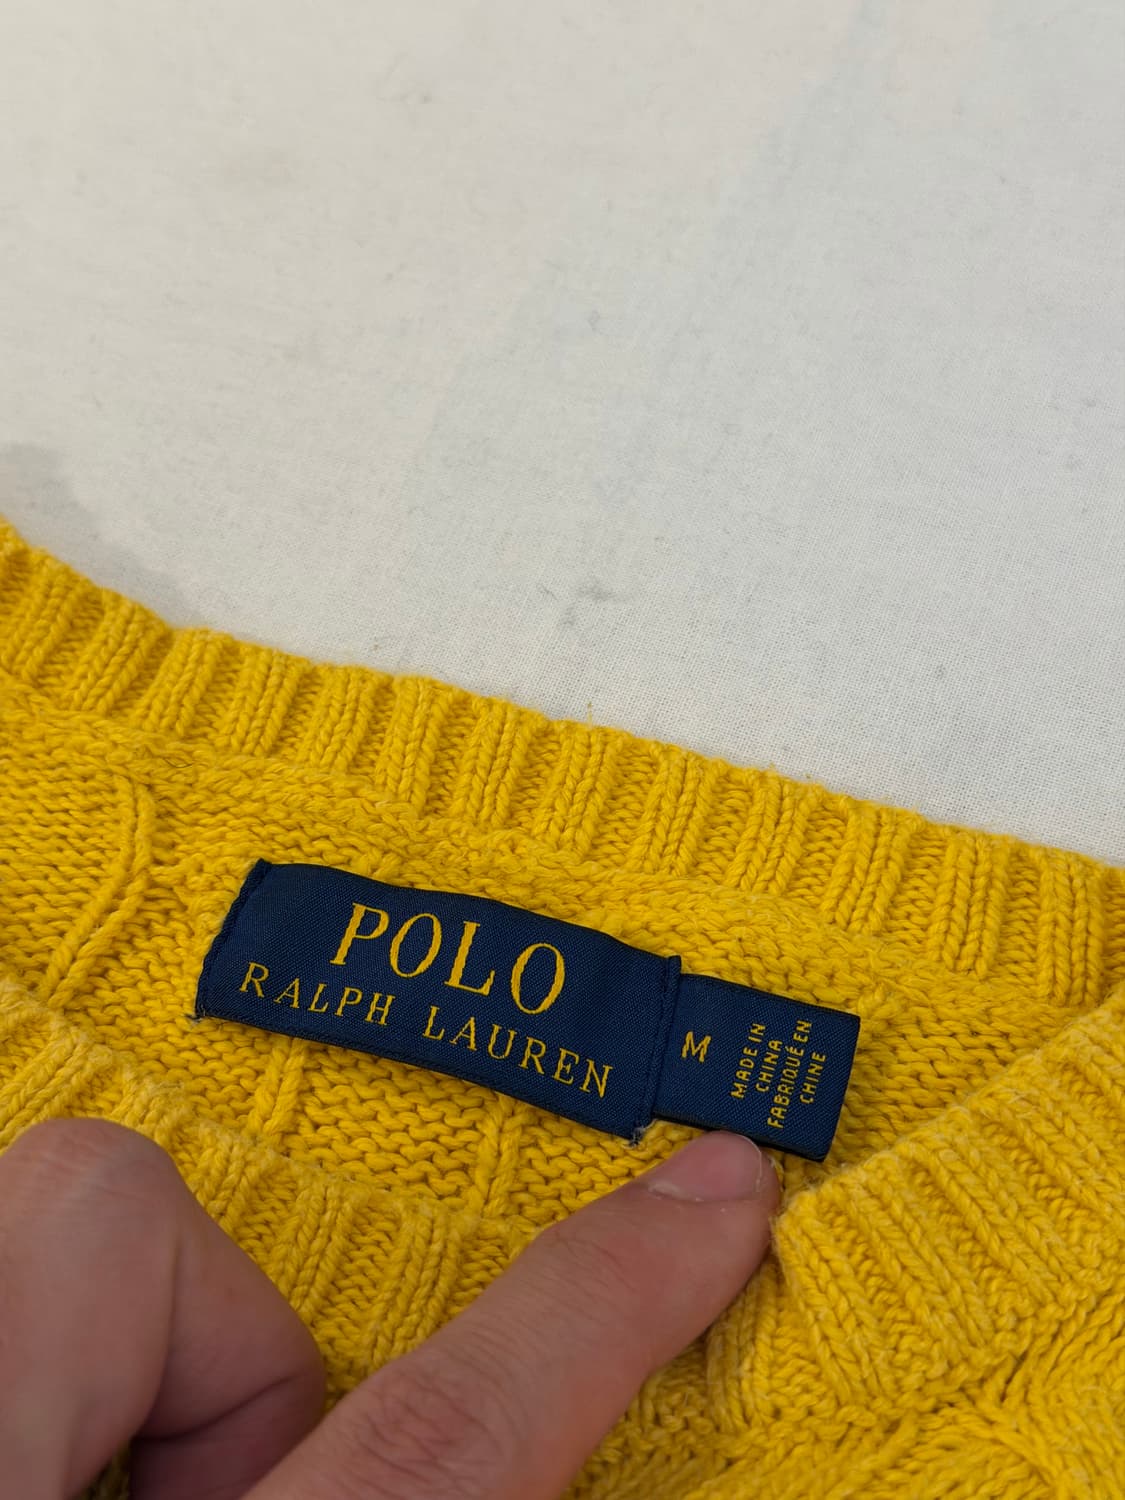 POLO
RALPH LAUREN
M
MADE IN
CHINA
FABRIQUÉ EN
CHINE